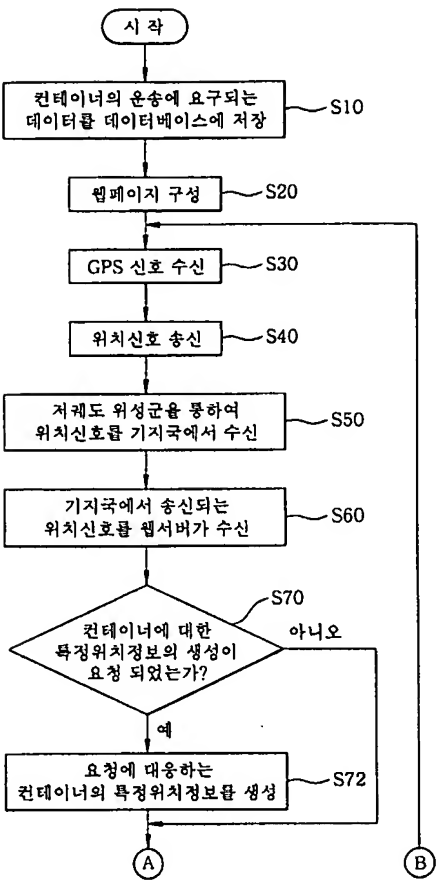 시 작
컨테이너의 운송에 요구되는
데이터를 데이터베이스에 저장
S10
웹페이지 구성
S20
GPS 신호 수신
S30
위치신호 송신
S40
저궤도 위성군을 통하여
위치신호를 기지국에서 수신
S50
기지국에서 송신되는
위치신호를 웹서버가 수신
S60
S70
컨테이너에 대한
특정위치정보의 생성이
요청 되었는가?
아니오
예
요청에 대응하는
컨테이너의 특정위치정보를 생성
S72
A
B